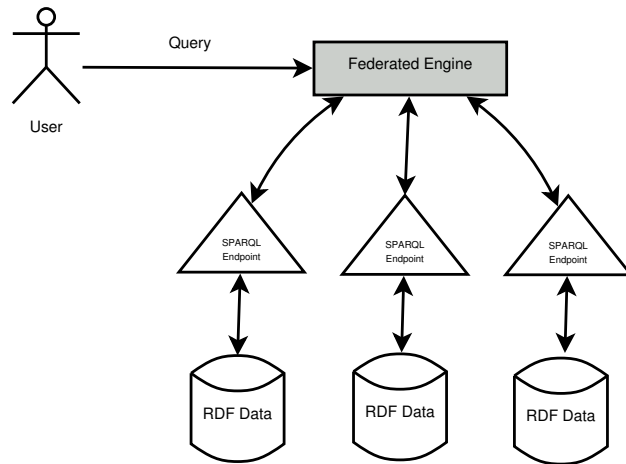 Query
Federated Engine
User
SPARQL
Endpoint
SPARQL
Endpoint
SPARQL
Endpoint
RDF Data
RDF Data
RDF Data